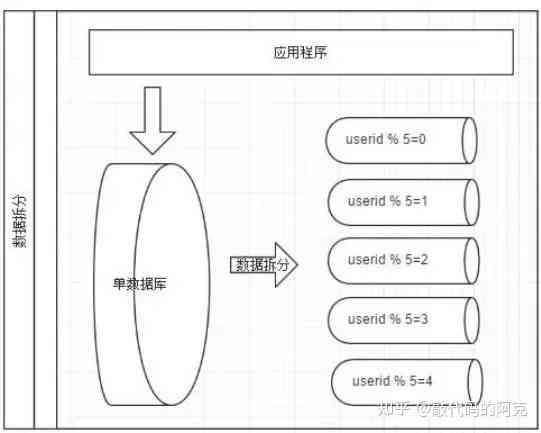 应用程序
数据拆分
单数据库
数据拆分
userid % 5=0
userid % 5=1
userid % 5=2
userid % 5=3
userid % 5=4
知乎 @敲代码的阿克